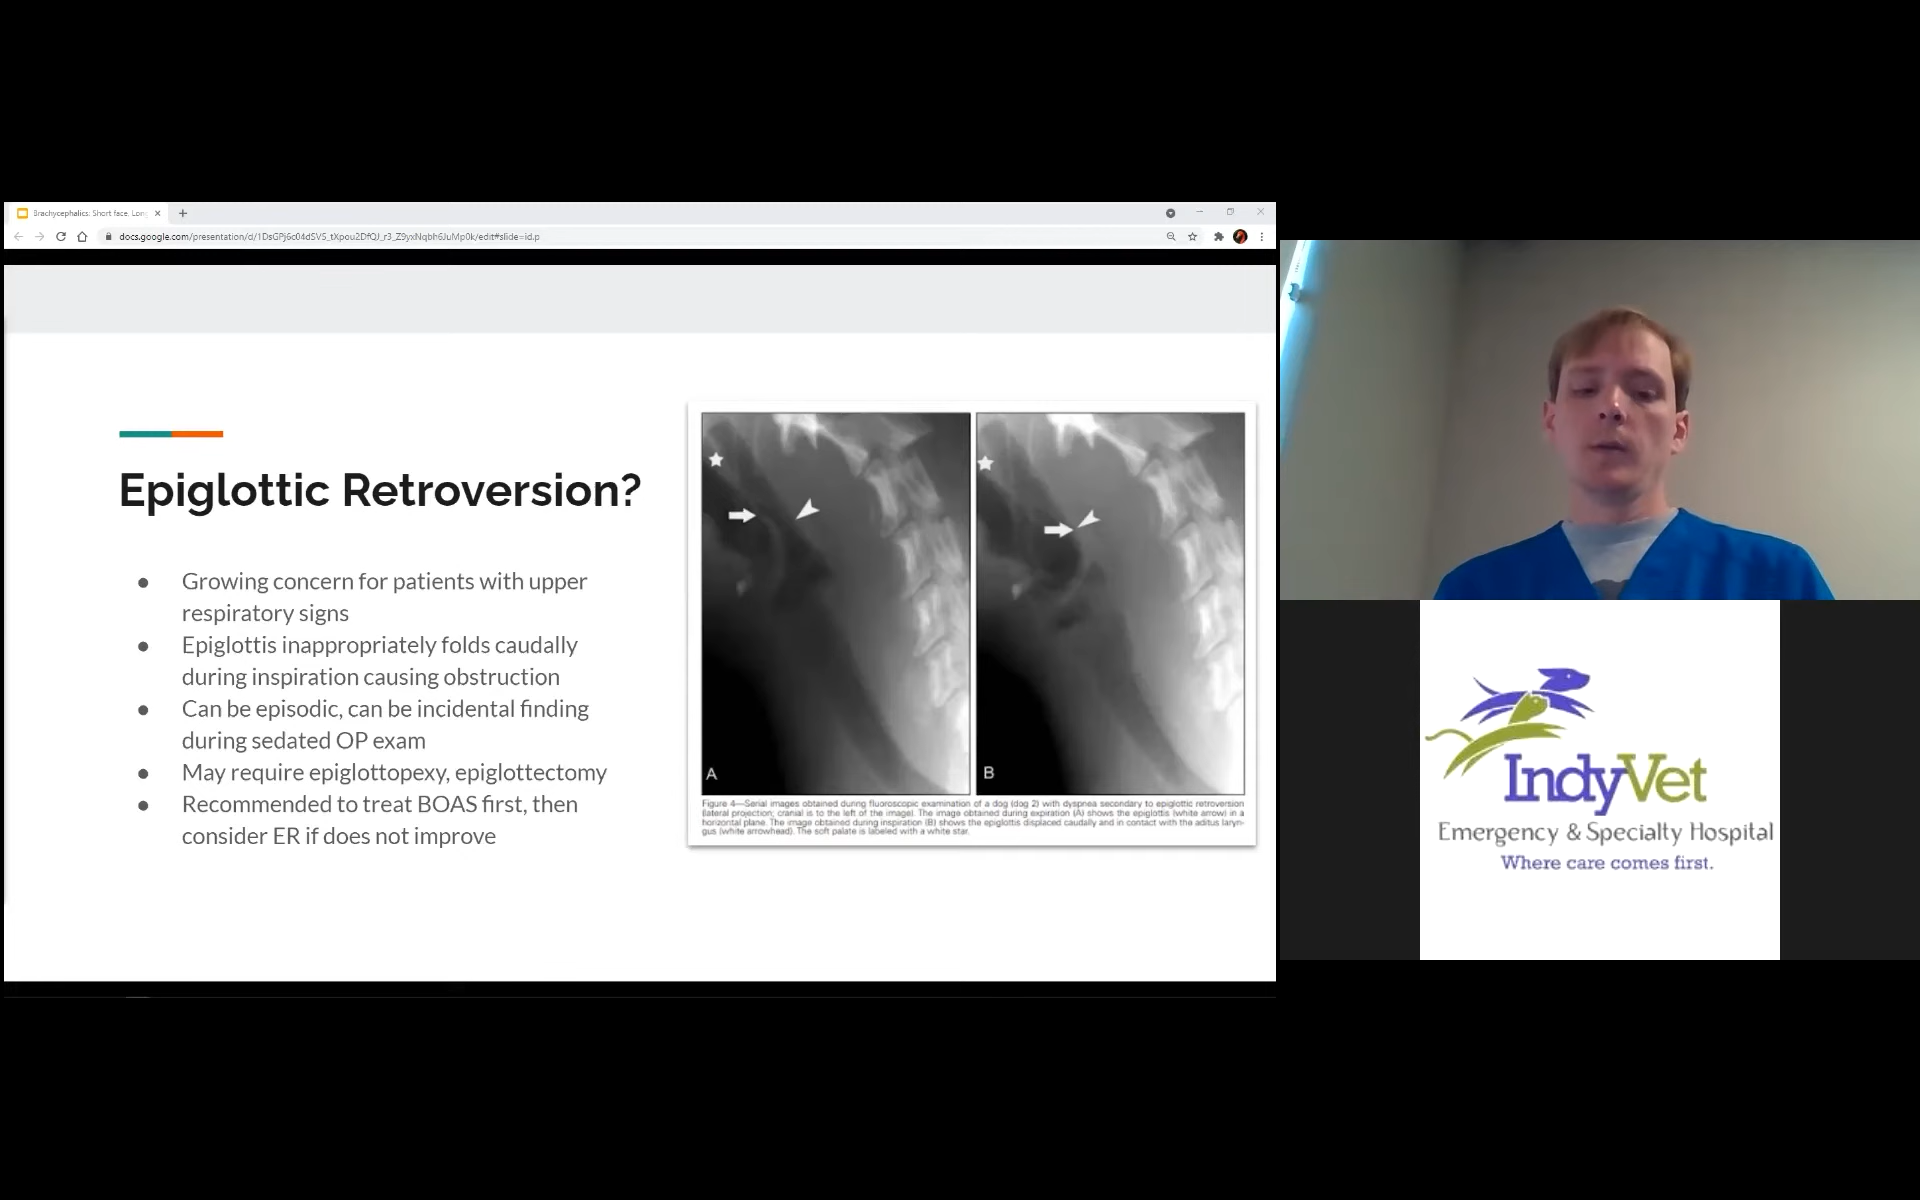 Brachycephalics: Short face, Lon
docs.google.com/presentation/d/1DsGPj6c04dSVS_tXpou2DfQJ_r3_Z9yxNqbh6JuMp0k/edit#slide=id.p
Epiglottic Retroversion?
● Growing concern for patients with upper
respiratory signs
● Epiglottis inappropriately folds caudally
during inspiration causing obstruction
● Can be episodic, can be incidental finding
during sedated OP exam
● May require epiglottopexy, epiglottectomy
● Recommended to treat BOAS first, then
consider ER if does not improve
A
B
Figure 4—Serial images obtained during fluoroscopic examination of a dog (dog 2) with dyspnea secondary to epiglottic retroversion
(lateral projection; cranial is to the left of the image). The image obtained during expiration (A) shows the epiglottis (white arrow) in a
horizontal plane. The image obtained during inspiration (B) shows the epiglottis displaced caudally and in contact with the aditus laryn-
gus (white arrowhead). The soft palate is labeled with a white star.
IndyVet
Emergency & Specialty Hospital
Where care comes first.